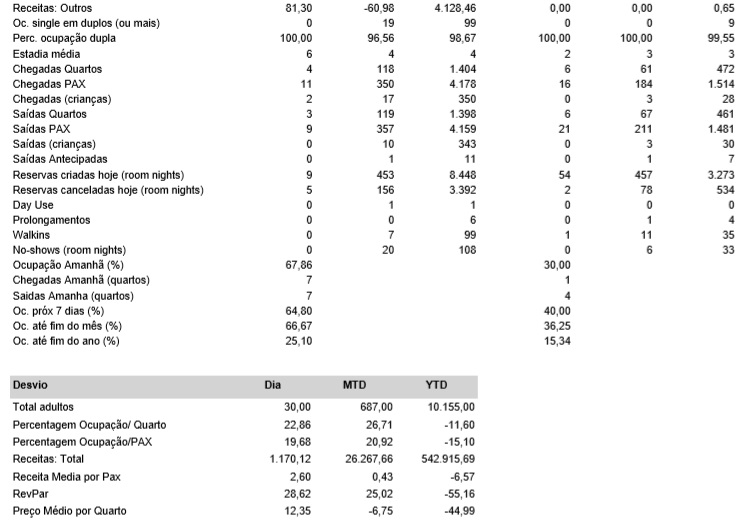 Receitas: Outros 81,30 -60,98 4.128,46 0,00 0,00 0,65
Oc. single em duplos (ou mais) 0 19 99 0 0 9
Perc. ocupação dupla 100,00 96,56 98,67 100,00 100,00 99,55
Estadia média 6 4 4 2 3 3
Chegadas Quartos 4 118 1.404 6 61 472
Chegadas PAX 11 350 4.178 16 184 1.514
Chegadas (crianças) 2 17 350 0 3 28
Saídas Quartos 3 119 1.398 6 67 461
Saídas PAX 9 357 4.159 21 211 1.481
Saídas (crianças) 0 10 343 0 3 30
Saídas Antecipadas 0 1 11 0 1 7
Reservas criadas hoje (room nights) 9 453 8.448 54 457 3.273
Reservas canceladas hoje (room nights) 5 156 3.392 2 78 534
Day Use 0 1 1 0 0 0
Prolongamentos 0 0 6 0 1 4
Walkins 0 7 99 1 11 35
No-shows (room nights) 0 20 108 0 6 33
Ocupação Amanhã (%) 67,86 30,00
Chegadas Amanhã (quartos) 7 1
Saidas Amanha (quartos) 7 4
Oc. próx 7 dias (%) 64,80 40,00
Oc. até fim do mês (%) 66,67 36,25
Oc. até fim do ano (%) 25,10 15,34
Desvio Dia MTD YTD
Total adultos 30,00 687,00 10.155,00
Percentagem Ocupação/ Quarto 22,86 26,71 -11,60
Percentagem Ocupação/PAX 19,68 20,92 -15,10
Receitas: Total 1.170,12 26.267,66 542.915,69
Receita Media por Pax 2,60 0,43 -6,57
RevPar 28,62 25,02 -55,16
Preço Médio por Quarto 12,35 -6,75 -44,99